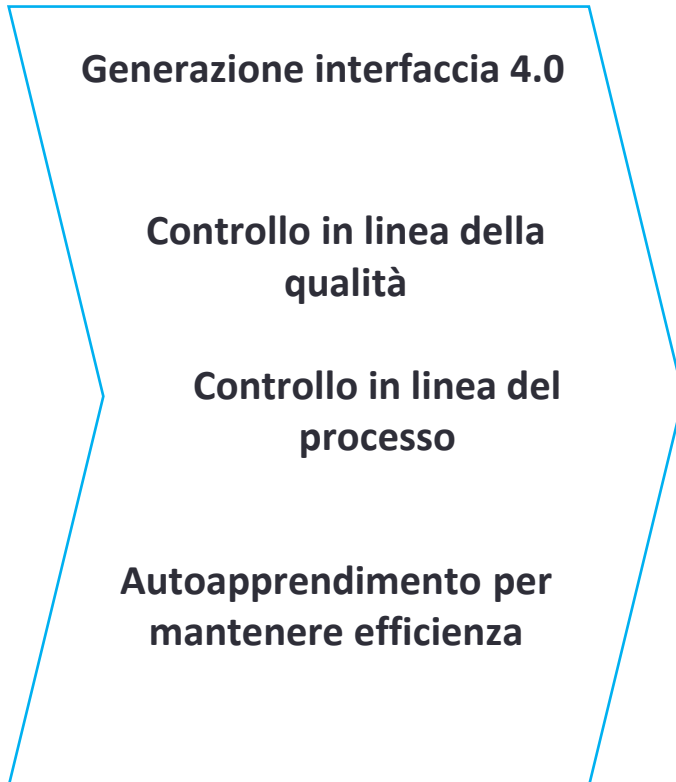 Generazione interfaccia 4.0
Controllo in linea della
qualità
Controllo in linea del
processo
Autoapprendimento per
mantenere efficienza